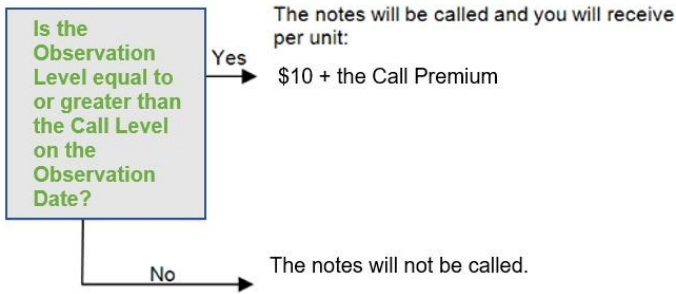 Is the
Observation
Level equal to
or greater than
the Call Level
on the
Observation
Date?
Yes
The notes will be called and you will receive
per unit:
$10 + the Call Premium
No
The notes will not be called.